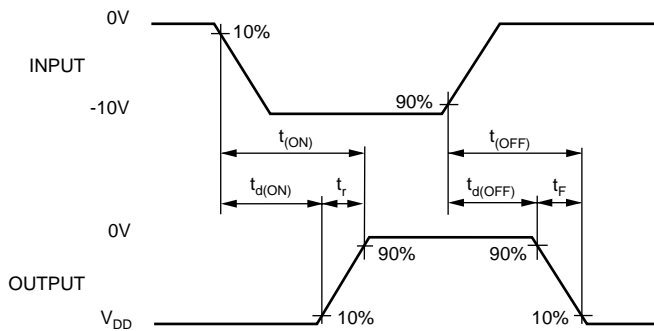 0V
10%
INPUT
-10V
90%
t(ON)
t(OFF)
td(ON)
tr
td(OFF)
tF
0V
90%
90%
OUTPUT
VDD
10%
10%